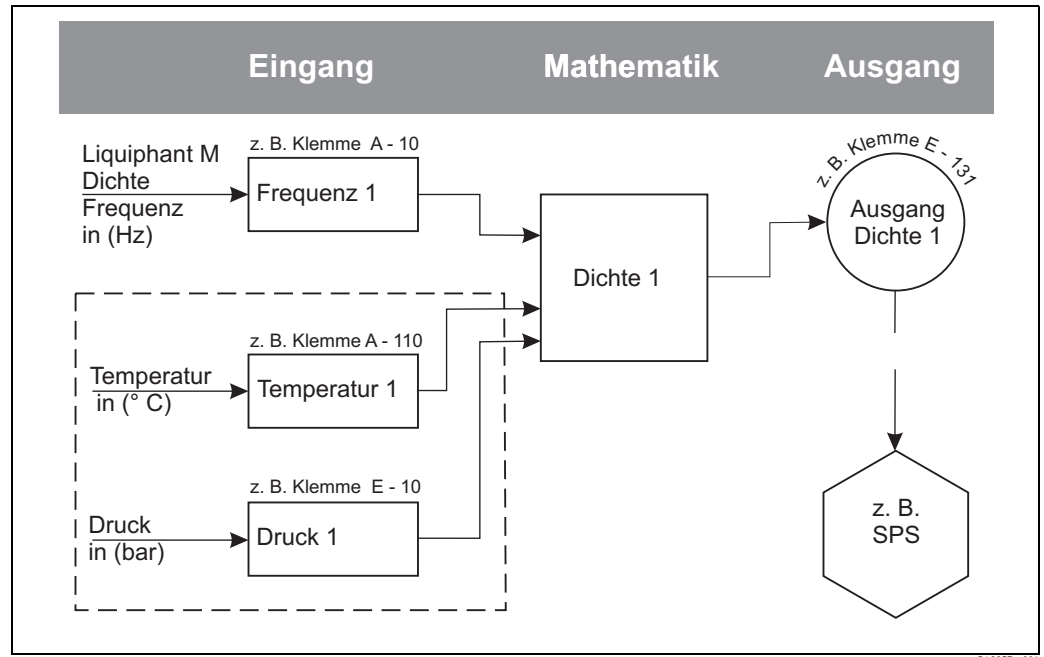 Eingang Mathematik Ausgang
z. B. Klemme A - 10
Liquiphant M
Dichte
Frequenz
in (Hz)
Frequenz 1
z. B. Klemme E - 131
Ausgang
Dichte 1
Dichte 1
z. B. Klemme A - 110
Temperatur
in (° C)
Temperatur 1
z. B. Klemme E - 10
Druck
in (bar)
Druck 1
z. B.
SPS